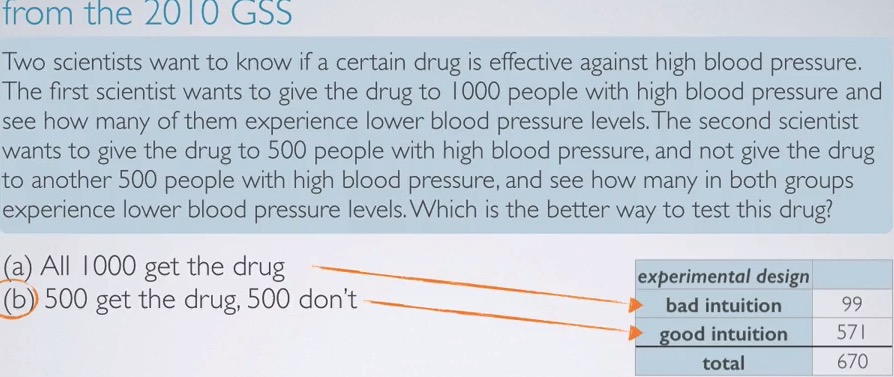 from the 2010 GSS
Two scientists want to know if a certain drug is effective against high blood pressure.
The first scientist wants to give the drug to 1000 people with high blood pressure and
see how many of them experience lower blood pressure levels. The second scientist
wants to give the drug to 500 people with high blood pressure, and not give the drug
to another 500 people with high blood pressure, and see how many in both groups
experience lower blood pressure levels. Which is the better way to test this drug?
(a) All 1000 get the drug
(b) 500 get the drug, 500 don't
experimental design
bad intuition 99
good intuition 571
total 670